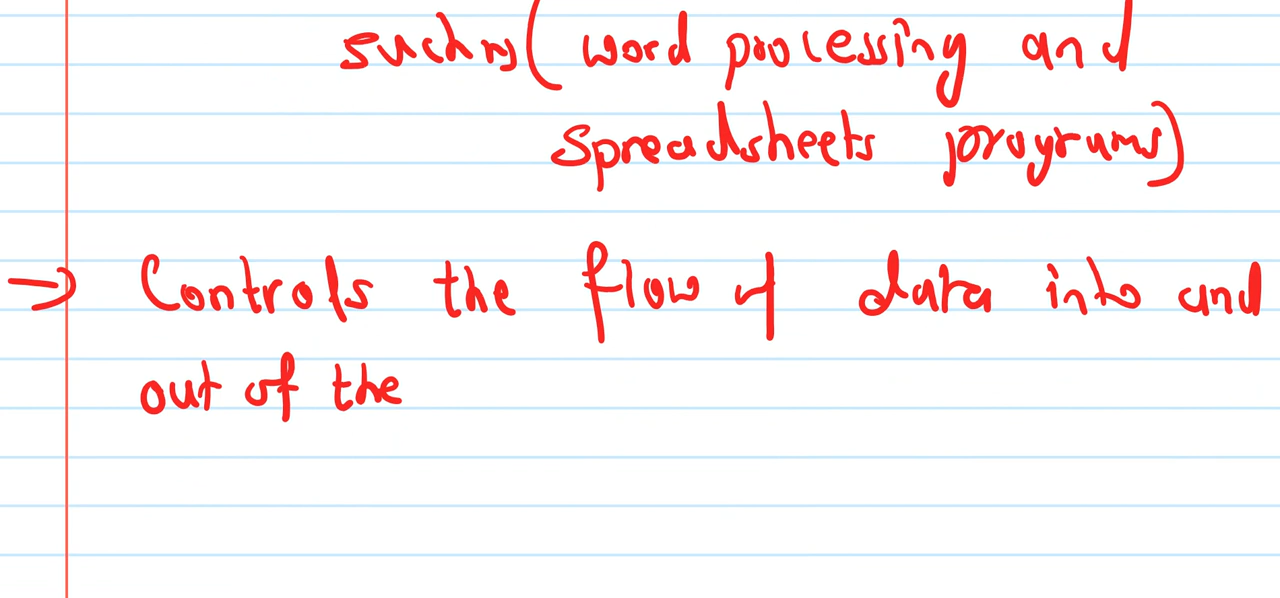 such as ( word processing and
spreadsheets programs)
→ Controls the flow of data into and
out of the